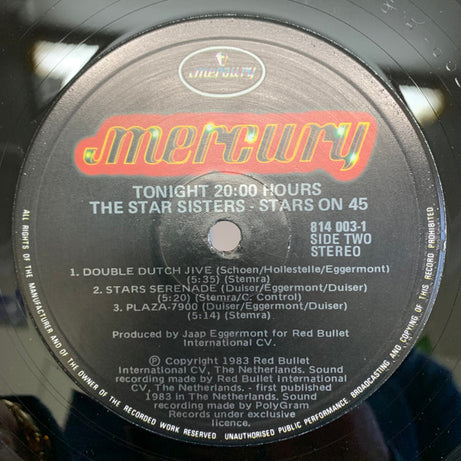 mercury
mercury
TONIGHT 20:00 HOURS
THE STAR SISTERS - STARS ON 45
814 003-1
SIDE TWO
STEREO
1. DOUBLE DUTCH JIVE (Schoen/Hollestelle/Eggermont)
(5:35) (Stemra)
2. STARS SERENADE (Duiser/Eggermont/Duiser)
(5:20) (Stemra/C. Control)
3. PLAZA-7900 (Duiser/Eggermont/Duiser)
(5:14) (Stemra)
Produced by Jaap Eggermont for Red Bullet
International CV.
Ⓟ Copyright 1983 Red Bullet
International CV, The Netherlands. Sound
recording made by Red Bullet International
CV, The Netherlands. - first published
1983 in The Netherlands. Sound
recording made by PolyGram
Records under exclusive
licence.
ALL RIGHTS OF THE MANUFACTURER AND OF THE OWNER OF THE RECORDED WORK RESERVED UNAUTHORISED PUBLIC PERFORMANCE, BROADCASTING AND COPYING OF THIS RECORD PROHIBITED